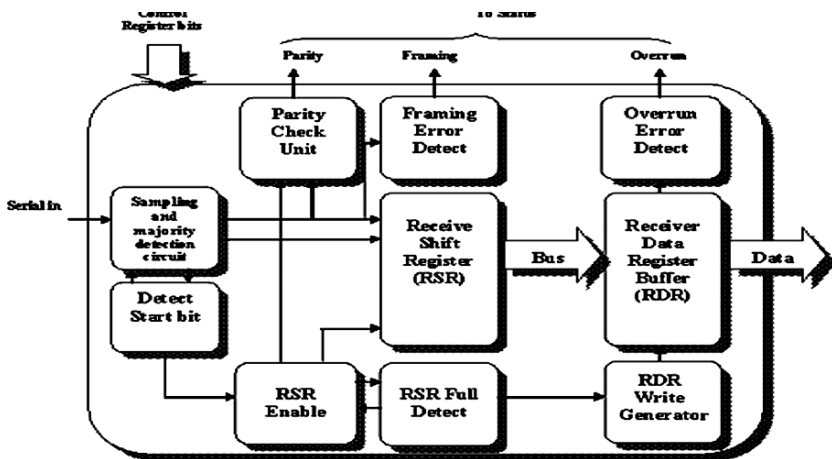 Control
Register bits
To Status
Parity
Framing
Overrun
Parity
Check
Unit
Framing
Error
Detect
Overrun
Error
Detect
Serial in
Sampling
and
majority
detection
circuit
Receive
Shift
Register
(RSR)
Bus
Receiver
Data
Register
Buffer
(RDR)
Data
Detect
Start bit
RSR
Enable
RSR Full
Detect
RDR
Write
Generator